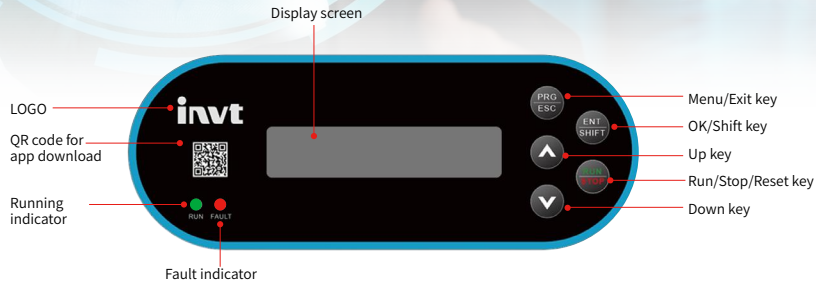 Display screen
LOGO
invt
PRG
ESC
Menu/Exit key
ENT
SHIFT
OK/Shift key
QR code for
app download
Up key
RUN
STOP
Run/Stop/Reset key
Running
indicator
RUN FAULT
Down key
Fault indicator